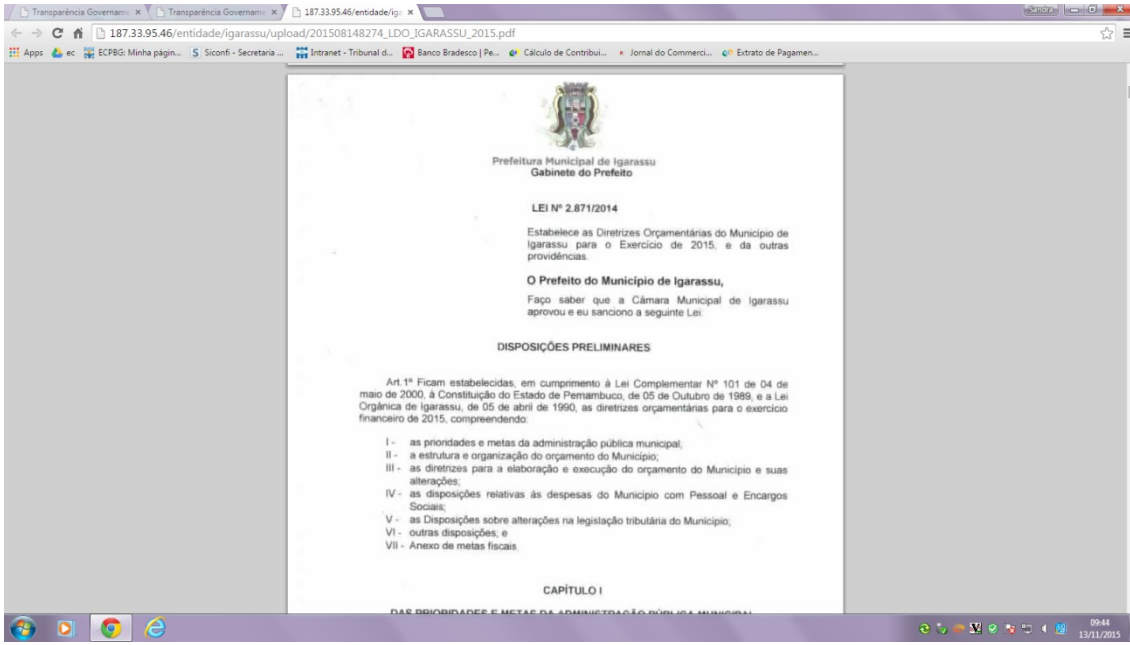 Transparência Govername
Transparência Govername
187.33.95.46/entidade/iga
Sandra
187.33.95.46/entidade/igarassu/upload/201508148274_LDO_IGARASSU_2015.pdf
Apps
ec
ECPBG: Minha págin...
Siconfi - Secretaria ...
Intranet - Tribunal d...
Banco Bradesco | Pe...
Cálculo de Contribui...
Jornal do Commerci...
Extrato de Pagamen...
Prefeitura Municipal de Igarassu
Gabinete do Prefeito
LEI Nº 2.871/2014
Estabelece as Diretrizes Orçamentárias do Município de
Igarassu para o Exercício de 2015, e da outras
providências.
O Prefeito do Município de Igarassu,
Faço saber que a Câmara Municipal de Igarassu
aprovou e eu sanciono a seguinte Lei:
DISPOSIÇÕES PRELIMINARES
Art.1º Ficam estabelecidas, em cumprimento à Lei Complementar Nº 101 de 04 de
maio de 2000, à Constituição do Estado de Pernambuco, de 05 de Outubro de 1989, e a Lei
Orgânica de Igarassu, de 05 de abril de 1990, as diretrizes orçamentárias para o exercício
financeiro de 2015, compreendendo:
I - as prioridades e metas da administração pública municipal;
II - a estrutura e organização do orçamento do Município;
III - as diretrizes para a elaboração e execução do orçamento do Município e suas
alterações;
IV - as disposições relativas às despesas do Município com Pessoal e Encargos
Sociais;
V - as Disposições sobre alterações na legislação tributária do Município;
VI - outras disposições; e
VII - Anexo de metas fiscais.
CAPÍTULO I
DAS PRIORIDADES E METAS DA ADMINISTRAÇÃO PÚBLICA MUNICIPAL
09:44
13/11/2015